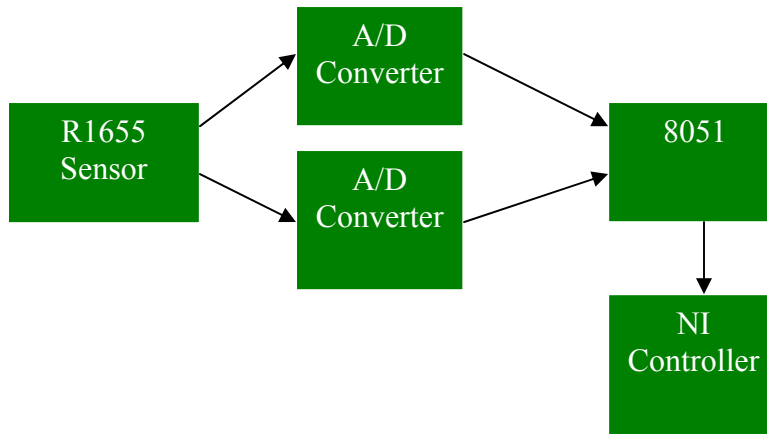 R1655
Sensor
A/D
Converter
A/D
Converter
8051
NI
Controller